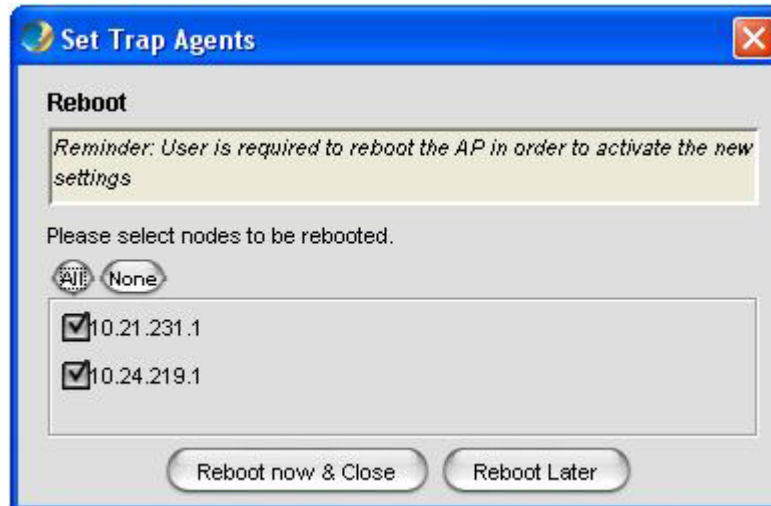 Set Trap Agents
Reboot
Reminder: User is required to reboot the AP in order to activate the new
settings
Please select nodes to be rebooted.
All None
10.21.231.1
10.24.219.1
Reboot now & Close Reboot Later